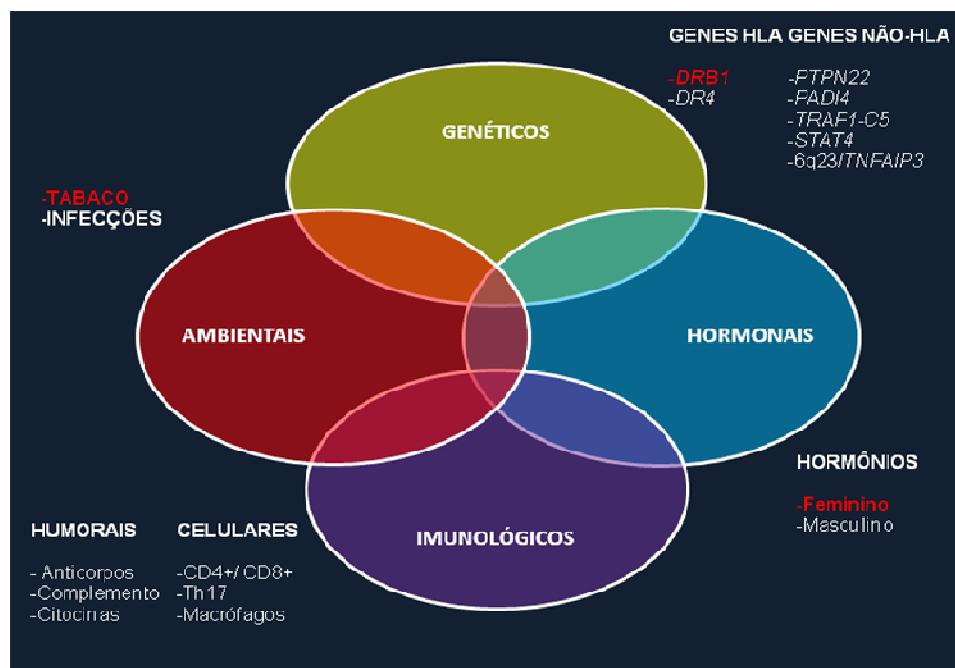 GENES HLA GENES NÃO-HLA
-DRB1
-DR4
-PTPN22
-PADI4
-TRAF1-C5
-STAT4
-6q23/TNFAIP3
GENÉTICOS
-TABACO
-INFECÇÕES
AMBIENTAIS
HORMONAIS
HORMÔNIOS
-Feminino
-Masculino
IMUNOLÓGICOS
HUMORAIS
- Anticorpos
-Complemento
-Citocinas
CELULARES
-CD4+/ CD8+
-Th17
-Macrófagos